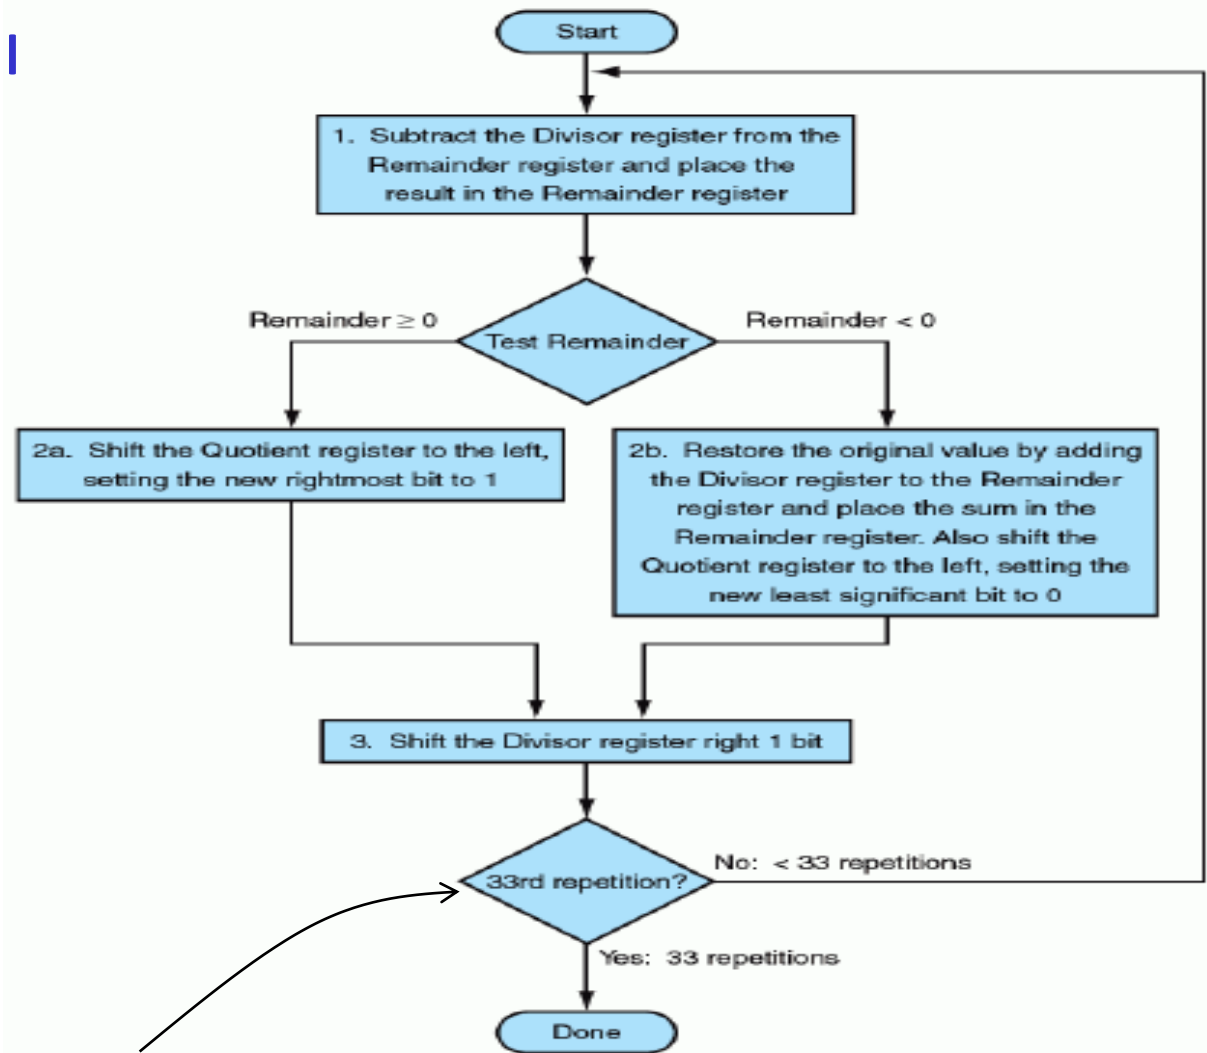 Start
1. Subtract the Divisor register from the
Remainder register and place the
result in the Remainder register
Test Remainder
Remainder ≥ 0
Remainder < 0
2a. Shift the Quotient register to the left,
setting the new rightmost bit to 1
2b. Restore the original value by adding
the Divisor register to the Remainder
register and place the sum in the
Remainder register. Also shift the
Quotient register to the left, setting the
new least significant bit to 0
3. Shift the Divisor register right 1 bit
33rd repetition?
No: < 33 repetitions
Yes: 33 repetitions
Done